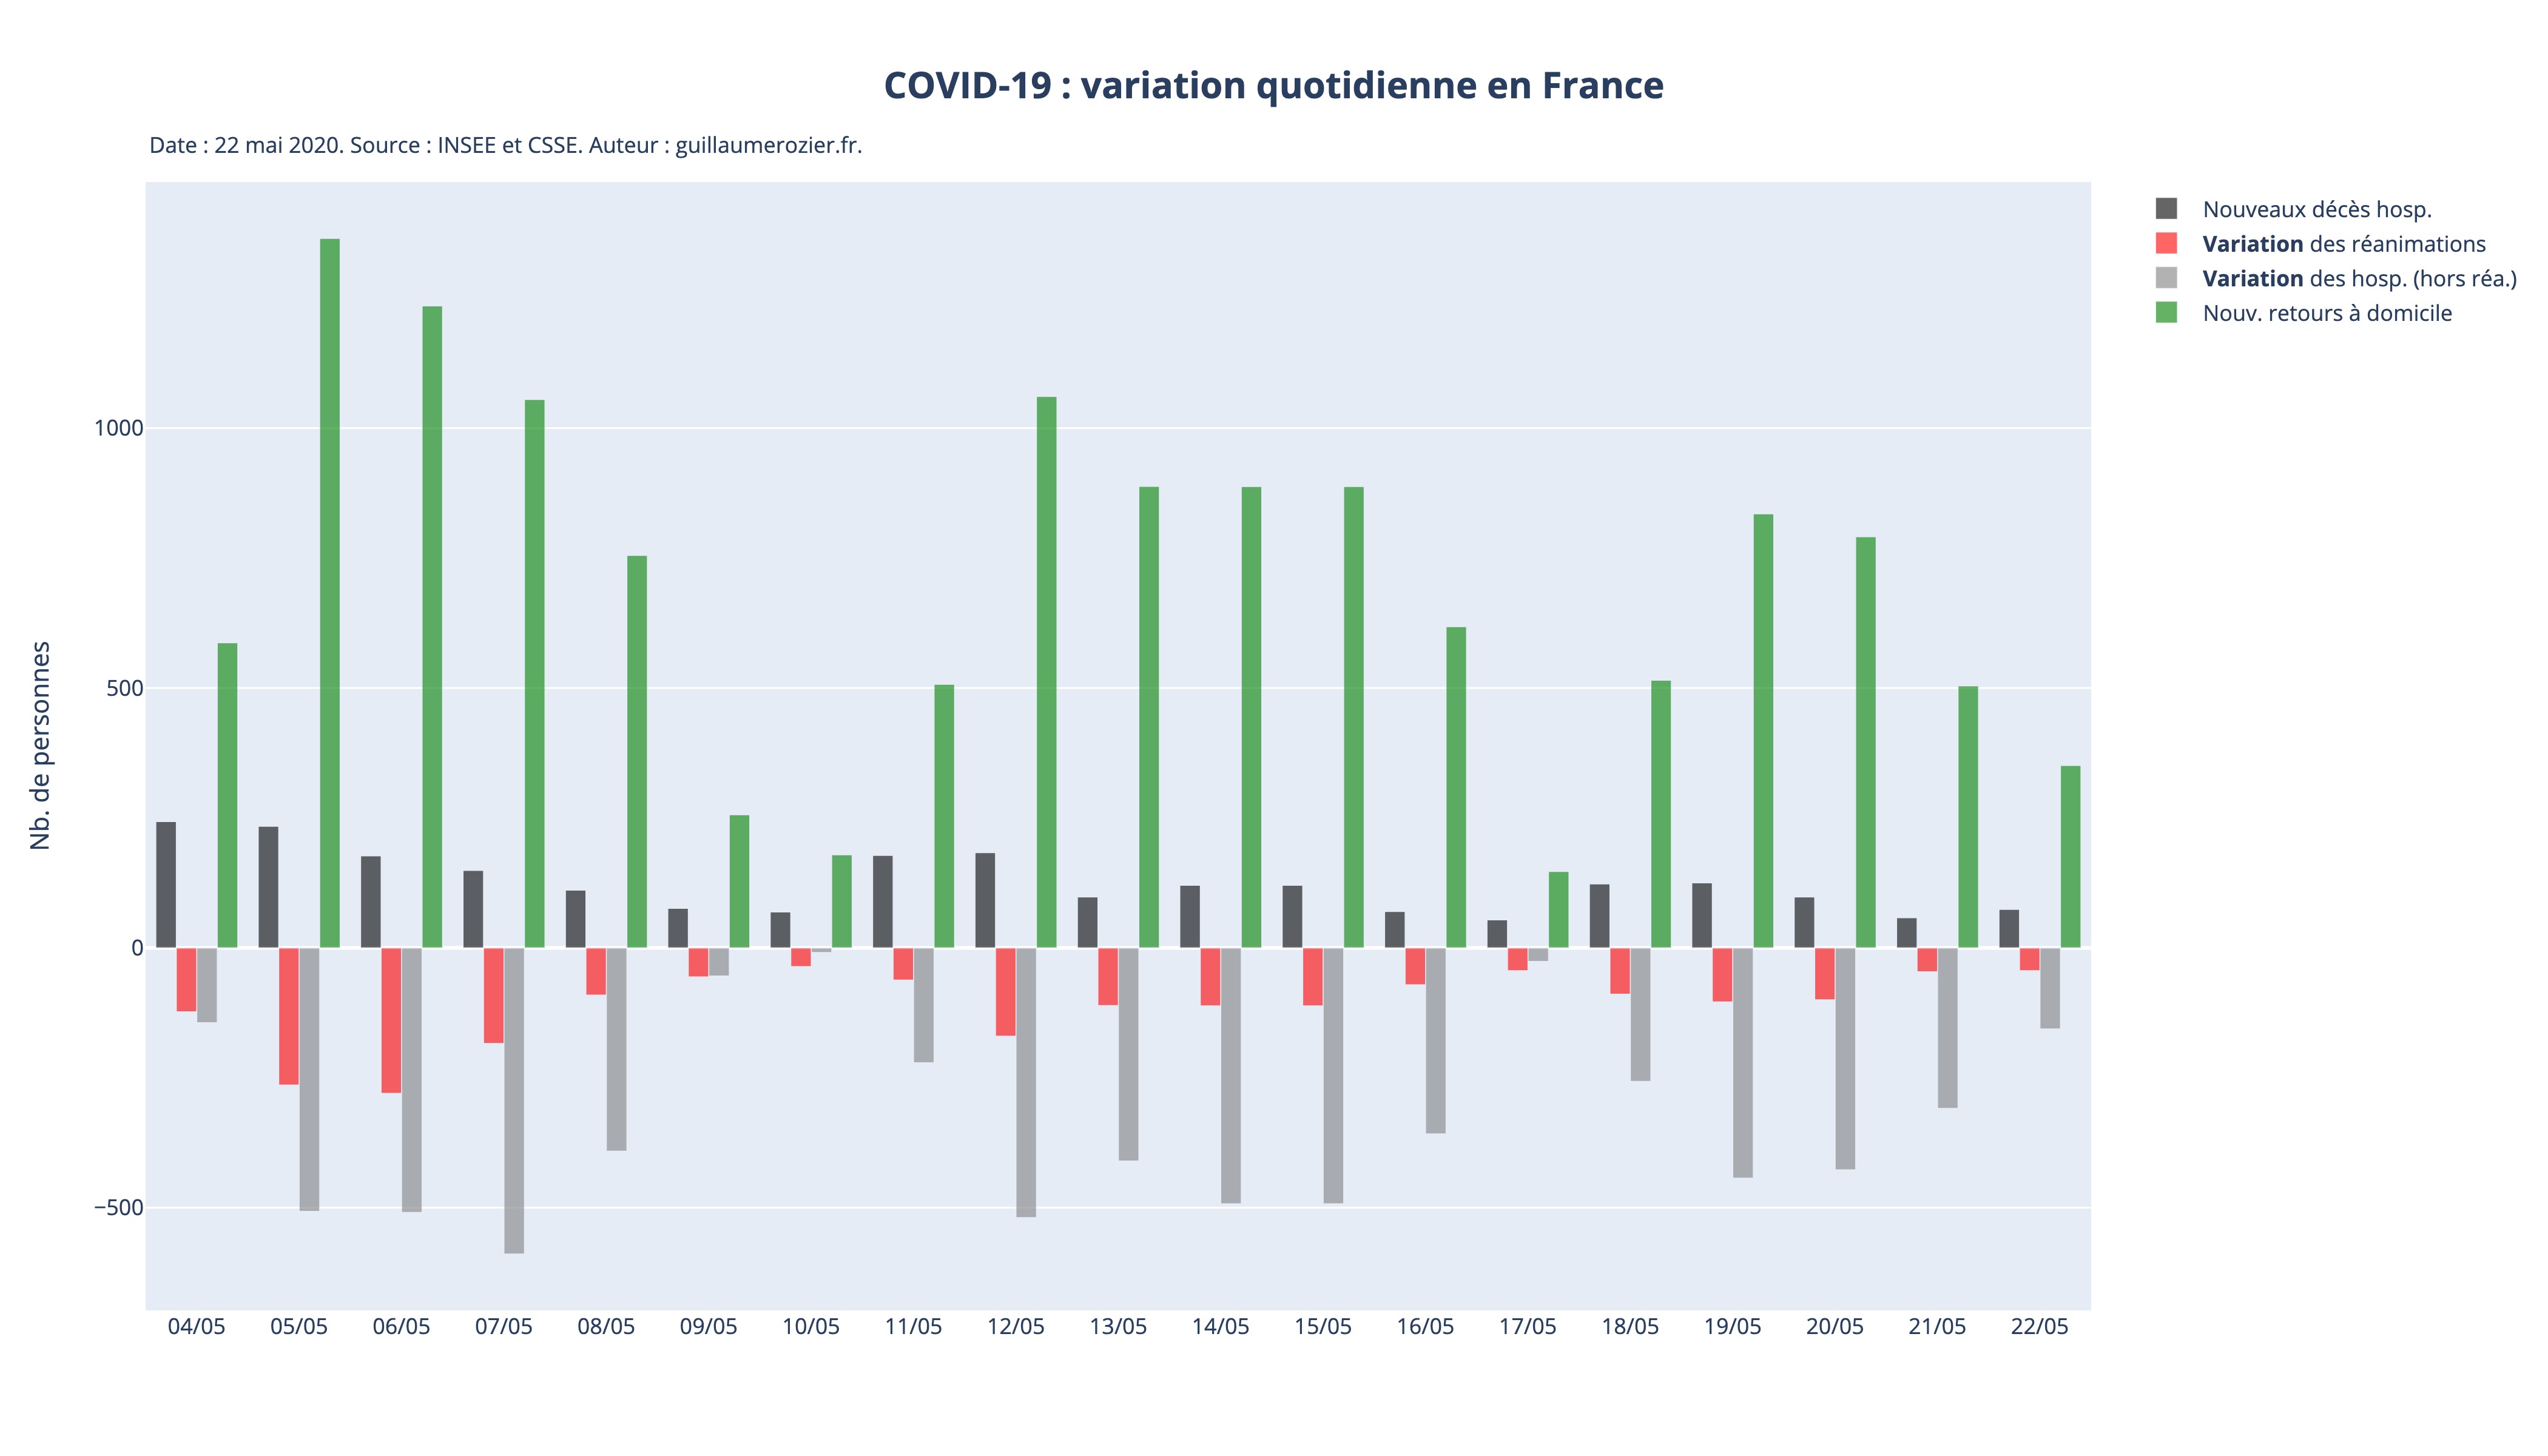 COVID-19 : variation quotidienne en France
Date : 22 mai 2020. Source : INSEE et CSSE. Auteur : guillaumerozier.fr.
Nouveaux décès hosp.
Variation des réanimations
Variation des hosp. (hors réa.)
Nouv. retours à domicile
Nb. de personnes
1000
500
0
−500
04/05 05/05 06/05 07/05 08/05 09/05 10/05 11/05 12/05 13/05 14/05 15/05 16/05 17/05 18/05 19/05 20/05 21/05 22/05